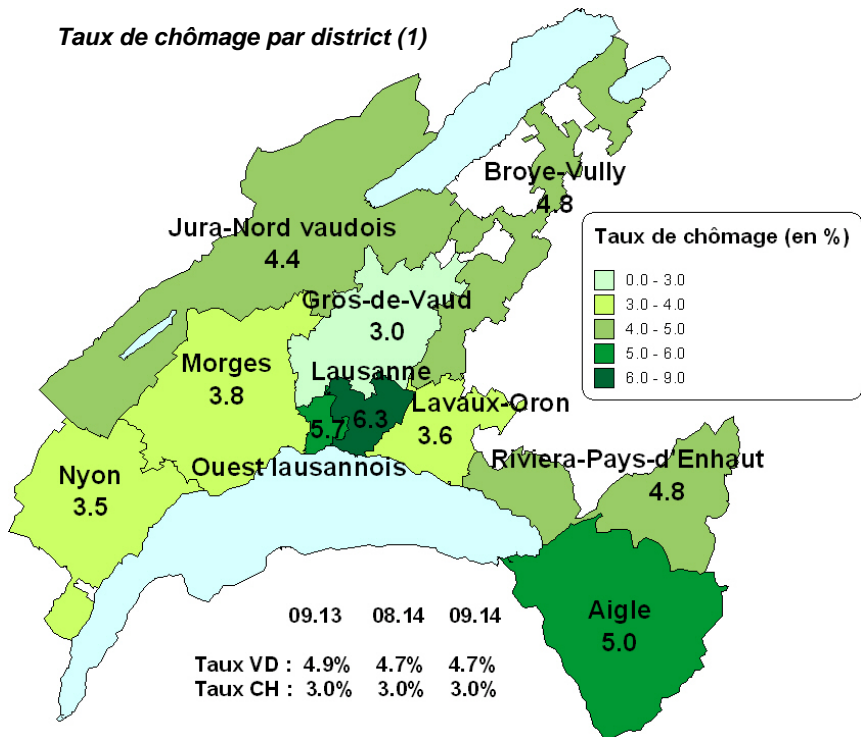 Taux de chômage par district (1)
Broye-Vully
4.8
Jura-Nord vaudois
4.4
Taux de chômage (en %)
0.0 - 3.0
3.0 - 4.0
4.0 - 5.0
5.0 - 6.0
6.0 - 9.0
Gros-de-Vaud
3.0
Morges
3.8
Lausanne
6.3
Lavaux-Oron
3.6
5.7
Ouest lausannois
Nyon
3.5
Riviera-Pays-d'Enhaut
4.8
Aigle
5.0
09.13 08.14 09.14
Taux VD : 4.9% 4.7% 4.7%
Taux CH : 3.0% 3.0% 3.0%